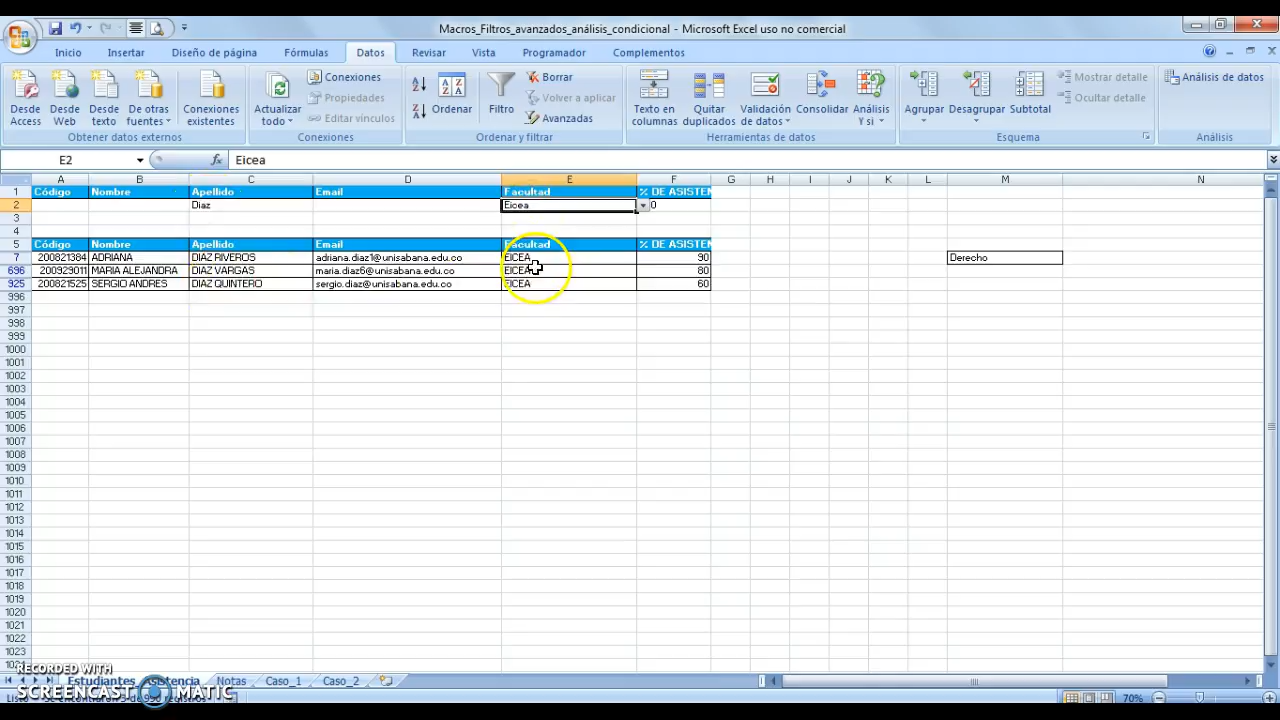 Macros_Filtros_avanzados_análisis_condicional - Microsoft Excel uso no comercial
Inicio Insertar Diseño de página Fórmulas Datos Revisar Vista Programador Complementos
Desde Access
Desde Web
Desde texto
De otras fuentes
Conexiones existentes
Obtener datos externos
Actualizar todo
Conexiones
Propiedades
Editar vínculos
Conexiones
Ordenar
Filtro
Borrar
Volver a aplicar
Avanzadas
Ordenar y filtrar
Texto en columnas
Quitar duplicados
Validación de datos
Consolidar
Análisis Y si
Herramientas de datos
Agrupar
Desagrupar
Subtotal
Mostrar detalle
Ocultar detalle
Esquema
Análisis de datos
Análisis
E2 fx Eicea
A B C D E F G H I J K L M N
1 Código Nombre Apellido Email Facultad % DE ASISTEN
2 Diaz Eicea 0
3
4
5 Código Nombre Apellido Email Facultad % DE ASISTEN
7 200821384 ADRIANA DIAZ RIVEROS adriana.diaz1@unisabana.edu.co EICEA 90 Derecho
696 200929011 MARIA ALEJANDRA DIAZ VARGAS maria.diaz6@unisabana.edu.co EICEA 80
925 200821525 SERGIO ANDRES DIAZ QUINTERO sergio.diaz@unisabana.edu.co EICEA 60
996
997
998
999
1000
1001
1002
1003
1004
1005
1006
1007
1008
1009
1010
1011
1012
1013
1014
1015
1016
1017
1018
1019
1020
1021
1022
1023
RECORDED WITH
SCREENCAST MATIC
Estudiantes Asistencia Notas Caso_1 Caso_2
70%